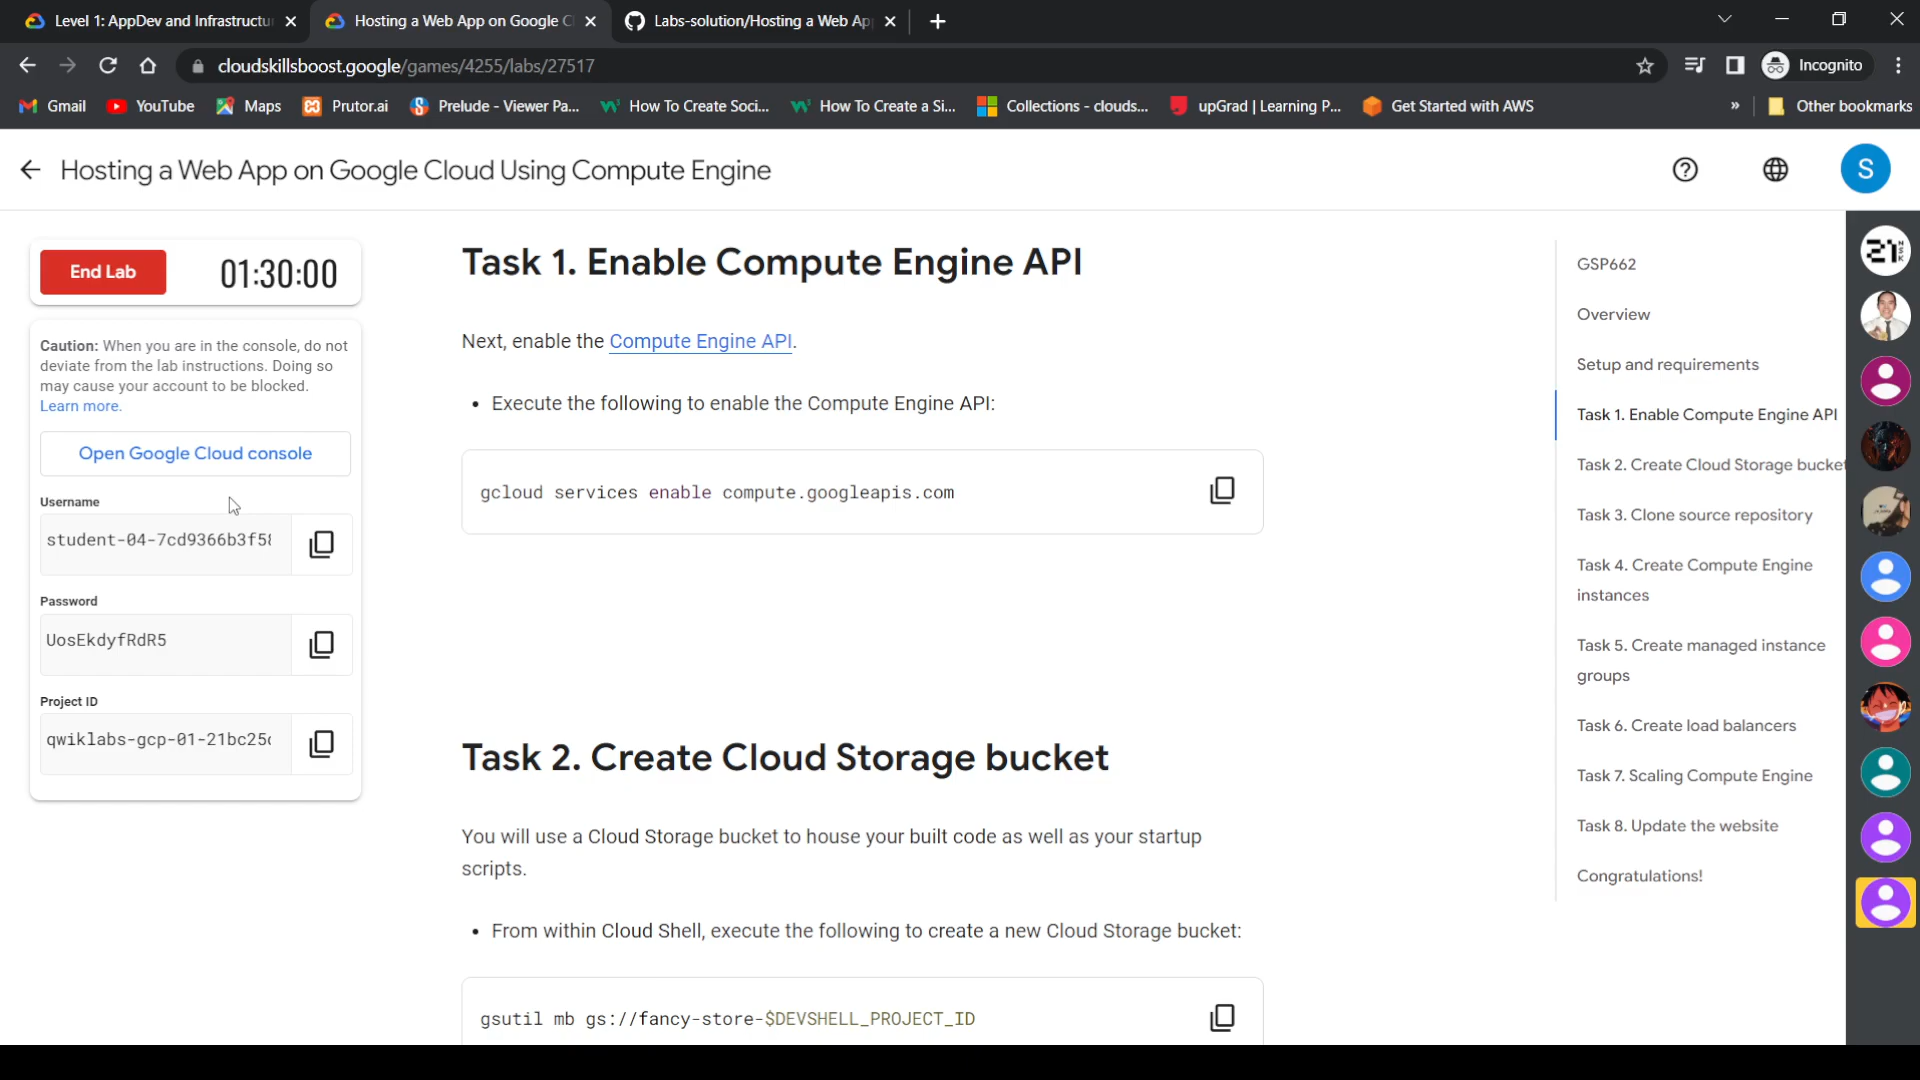 Level 1: AppDev and Infrastructu
Hosting a Web App on Google C
Labs-solution/Hosting a Web Ap
cloudskillsboost.google/games/4255/labs/27517
Incognito
Gmail
YouTube
Maps
Prutor.ai
Prelude - Viewer Pa...
How To Create Soci...
How To Create a Si...
Collections - clouds...
upGrad | Learning P...
Get Started with AWS
»
Other bookmarks
Hosting a Web App on Google Cloud Using Compute Engine
S
End Lab
01:30:00
Caution: When you are in the console, do not
deviate from the lab instructions. Doing so
may cause your account to be blocked.
Learn more.
Open Google Cloud console
Username
student-04-7cd9366b3f58
Password
UosEkdyfRdR5
Project ID
qwiklabs-gcp-01-21bc25
Task 1. Enable Compute Engine API
Next, enable the Compute Engine API.
• Execute the following to enable the Compute Engine API:
gcloud services enable compute.googleapis.com
Task 2. Create Cloud Storage bucket
You will use a Cloud Storage bucket to house your built code as well as your startup
scripts.
• From within Cloud Shell, execute the following to create a new Cloud Storage bucket:
gsutil mb gs://fancy-store-$DEVSHELL_PROJECT_ID
GSP662
Overview
Setup and requirements
Task 1. Enable Compute Engine API
Task 2. Create Cloud Storage bucket
Task 3. Clone source repository
Task 4. Create Compute Engine
instances
Task 5. Create managed instance
groups
Task 6. Create load balancers
Task 7. Scaling Compute Engine
Task 8. Update the website
Congratulations!
21